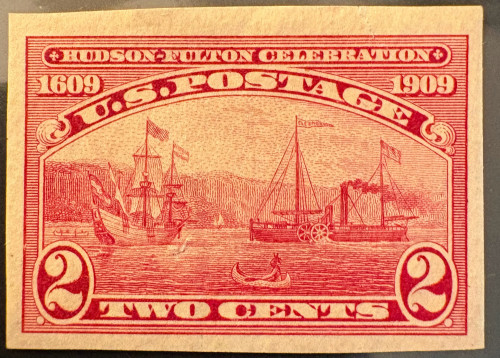 HUDSON-FULTON CELEBRATION
1609 1909
U.S. POSTAGE
2 TWO CENTS 2